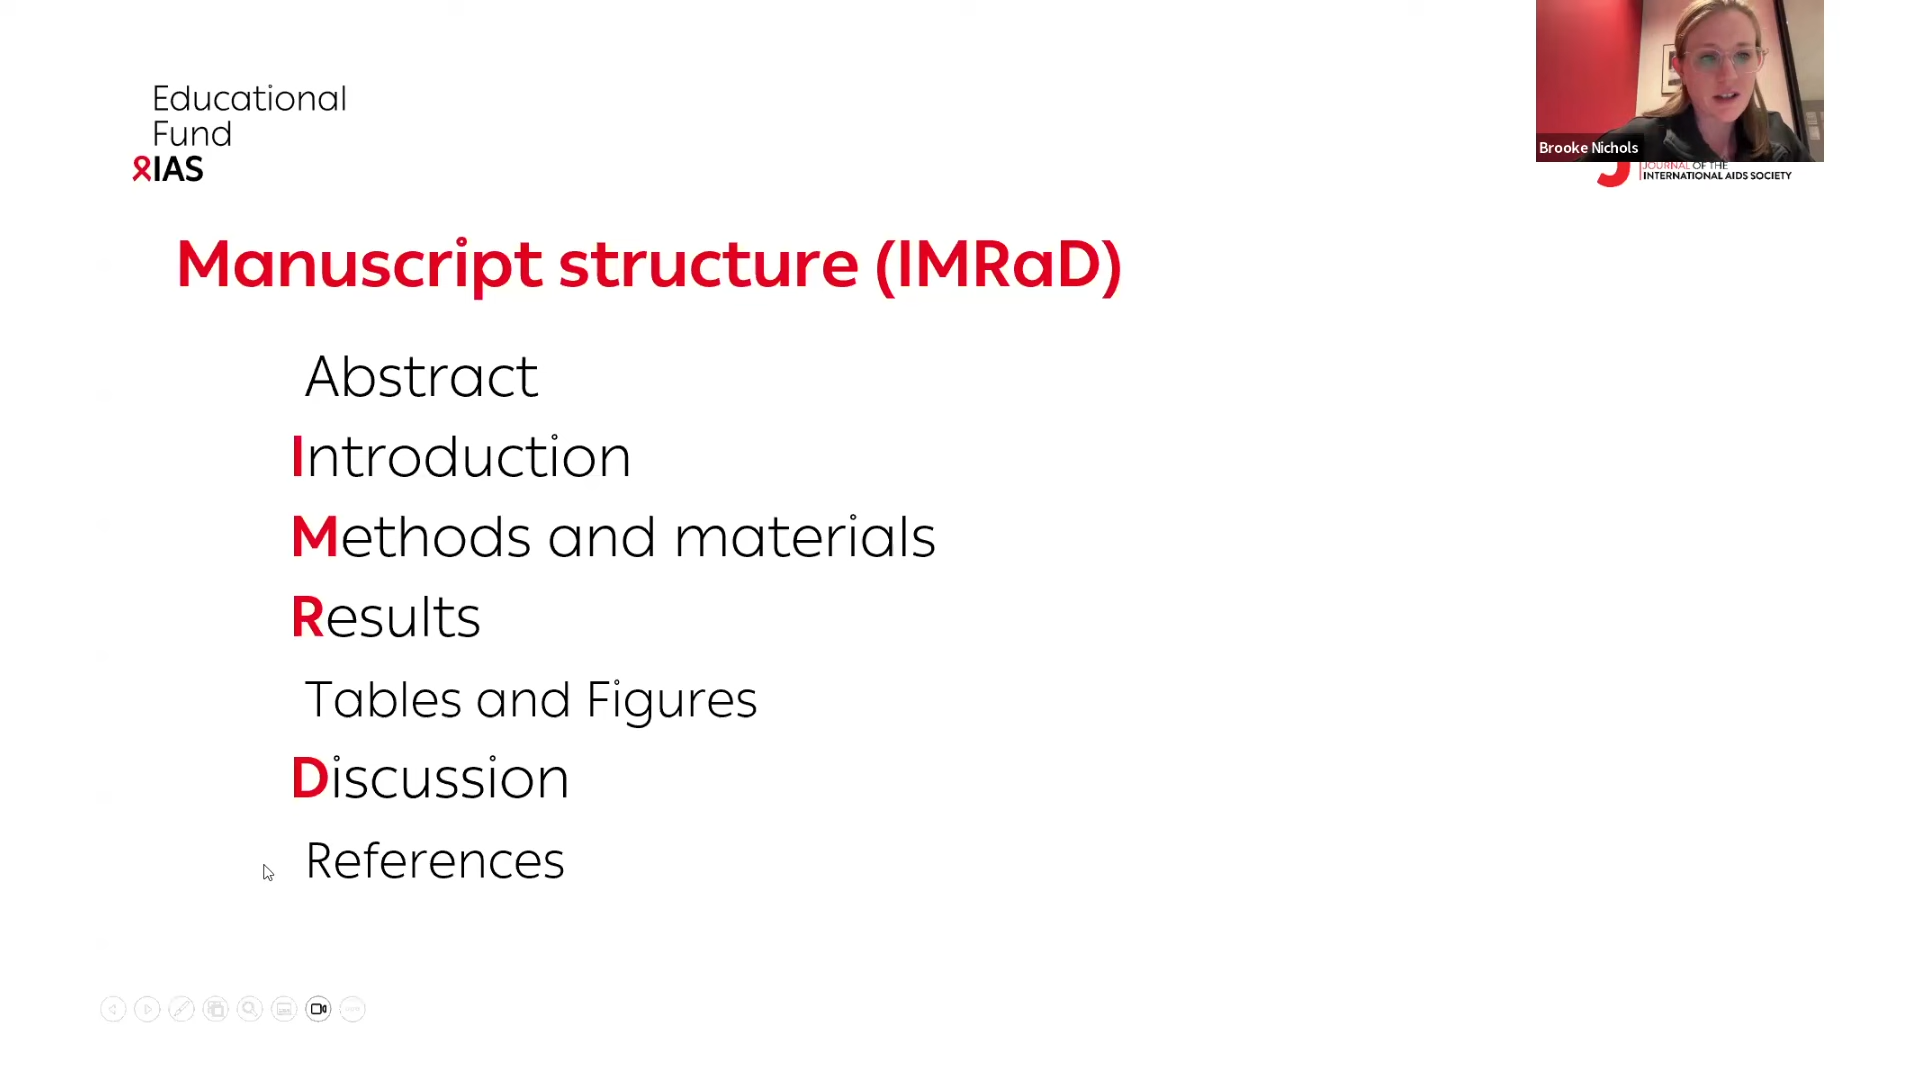 Educational
Fund
IAS
Brooke Nichols
JOURNAL OF THE
INTERNATIONAL AIDS SOCIETY
Manuscript structure (IMRaD)
Abstract
Introduction
Methods and materials
Results
Tables and Figures
Discussion
References